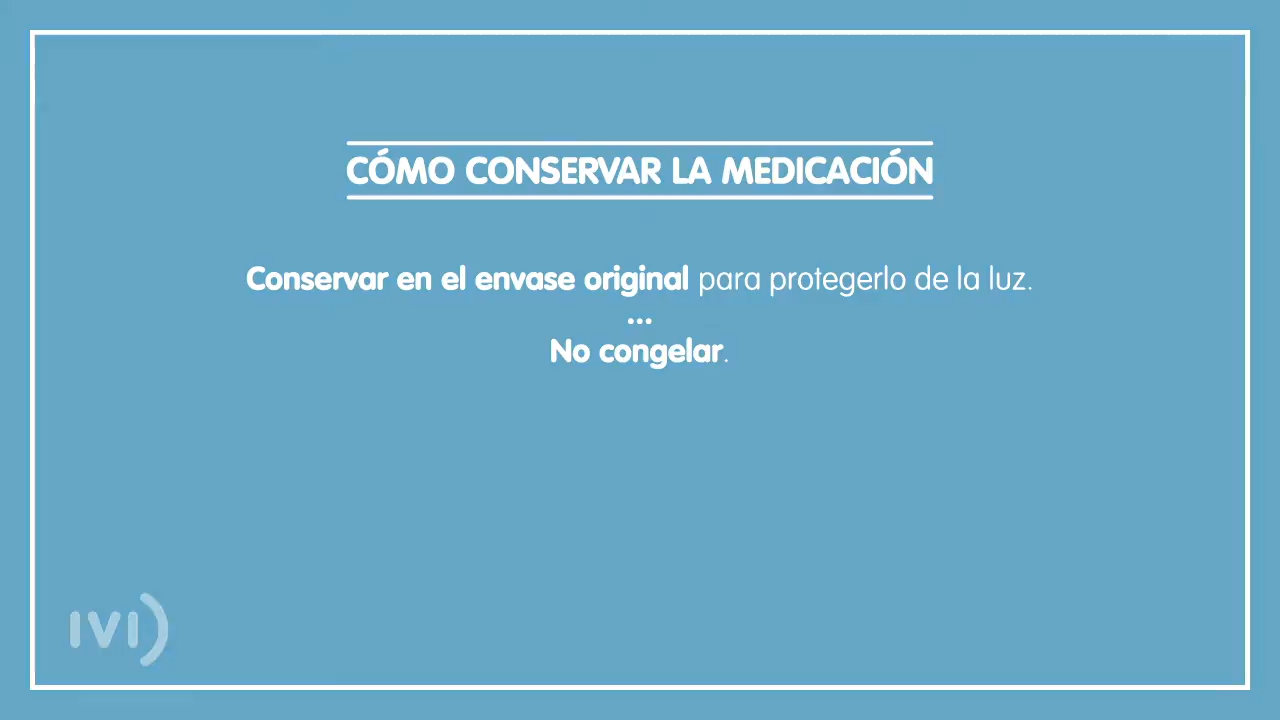 CÓMO CONSERVAR LA MEDICACIÓN
Conservar en el envase original para protegerlo de la luz.
...
No congelar.
IVI